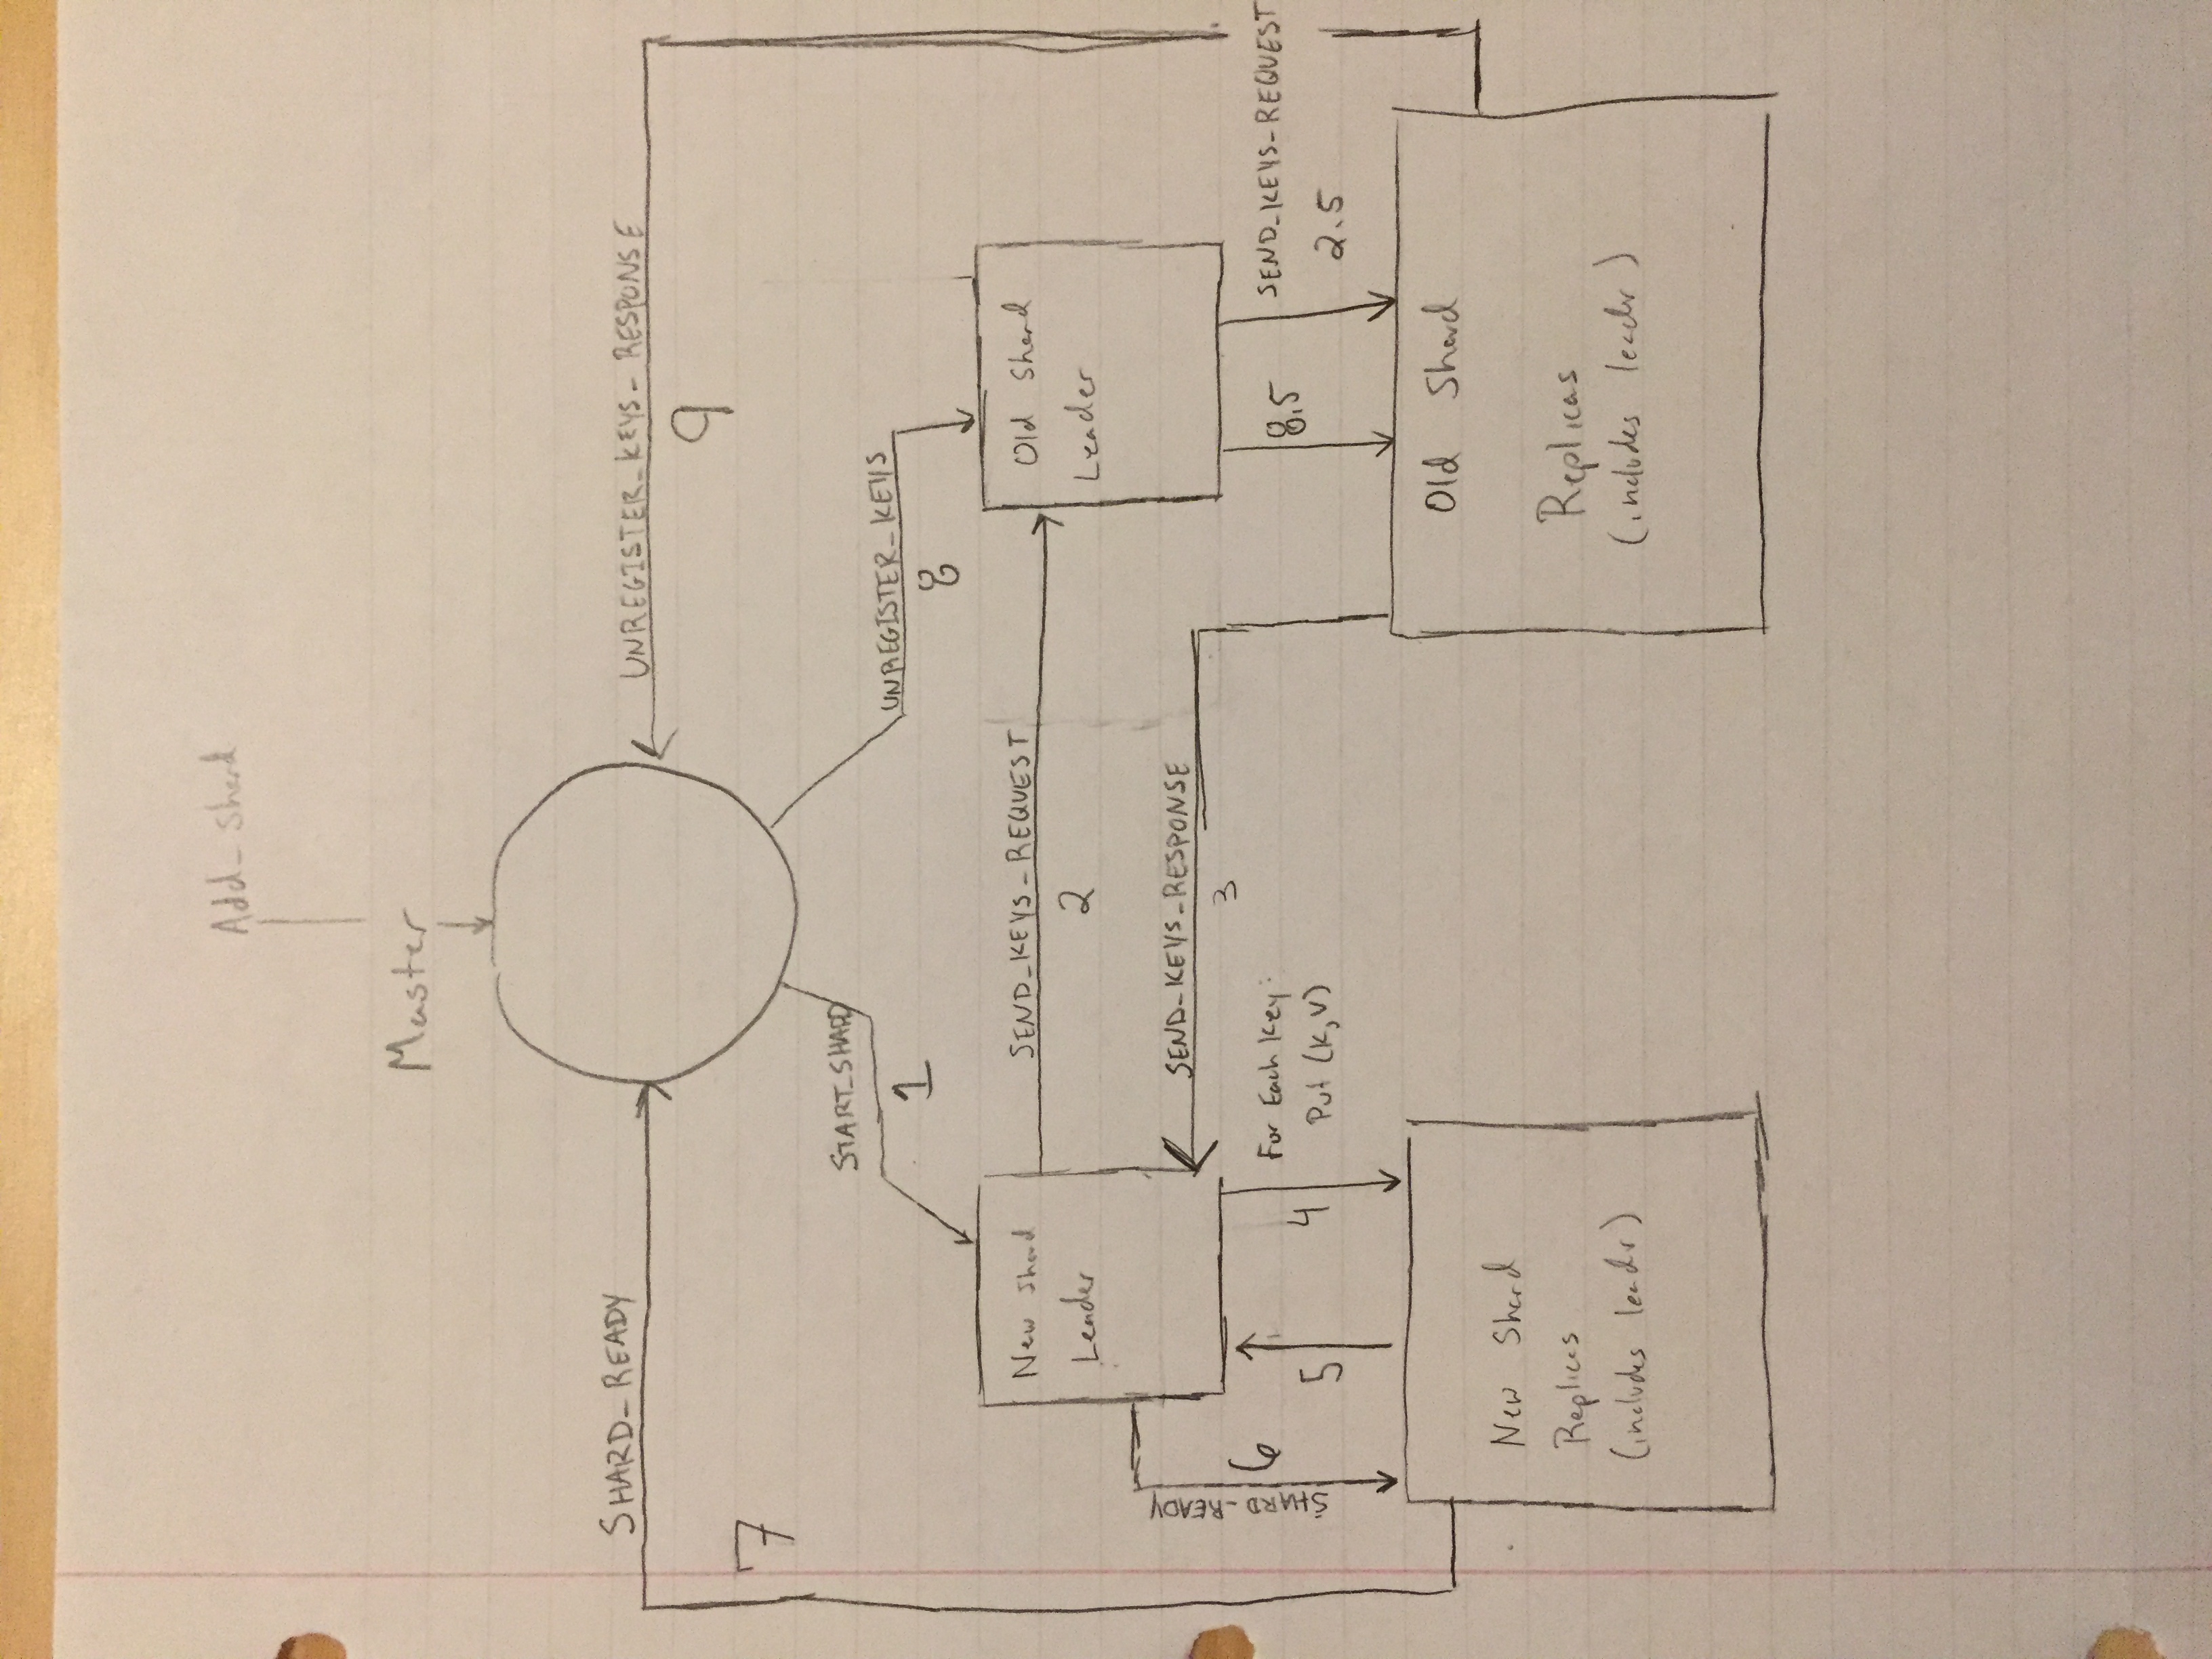 Add_Shard
Master
SHARD_READY
UNREGISTER_KEYS_RESPONSE
9
7
START_SHARD
1
UNREGISTER_KEYS
8
New Shard
Leader
SEND_KEYS_REQUEST
2
Old Shard
Leader
SEND_KEYS_RESPONSE
3
SHARD_READY
6
5
4
For Each Key:
Put (K,V)
8.5
SEND_KEYS_REQUEST
2.5
New Shard
Replicas
(includes leader)
Old Shard
Replicas
(includes leader)